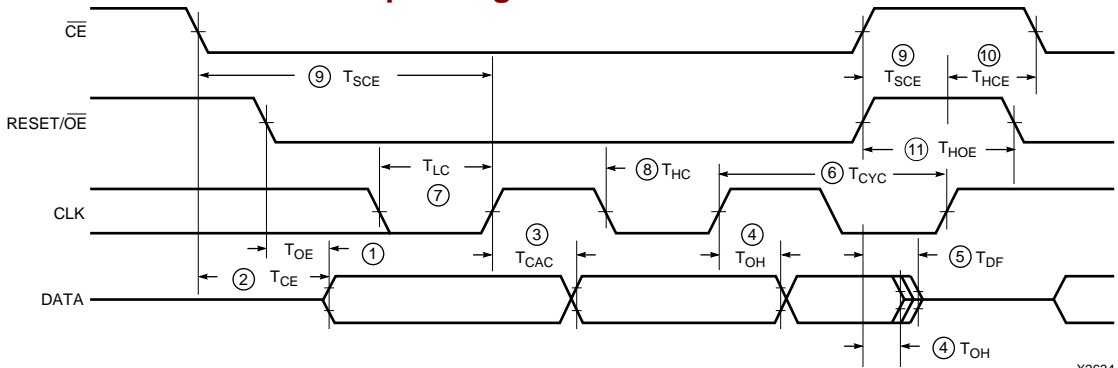 CE
⑨ TSCE
⑨ TSCE
⑩ THCE
RESET/OE
⑪ THOE
TLC ⑦
⑧ THC
⑥ TCYC
CLK
TOE ①
③ TCAC
④ TOH
⑤ TDF
② TCE
DATA
④ TOH